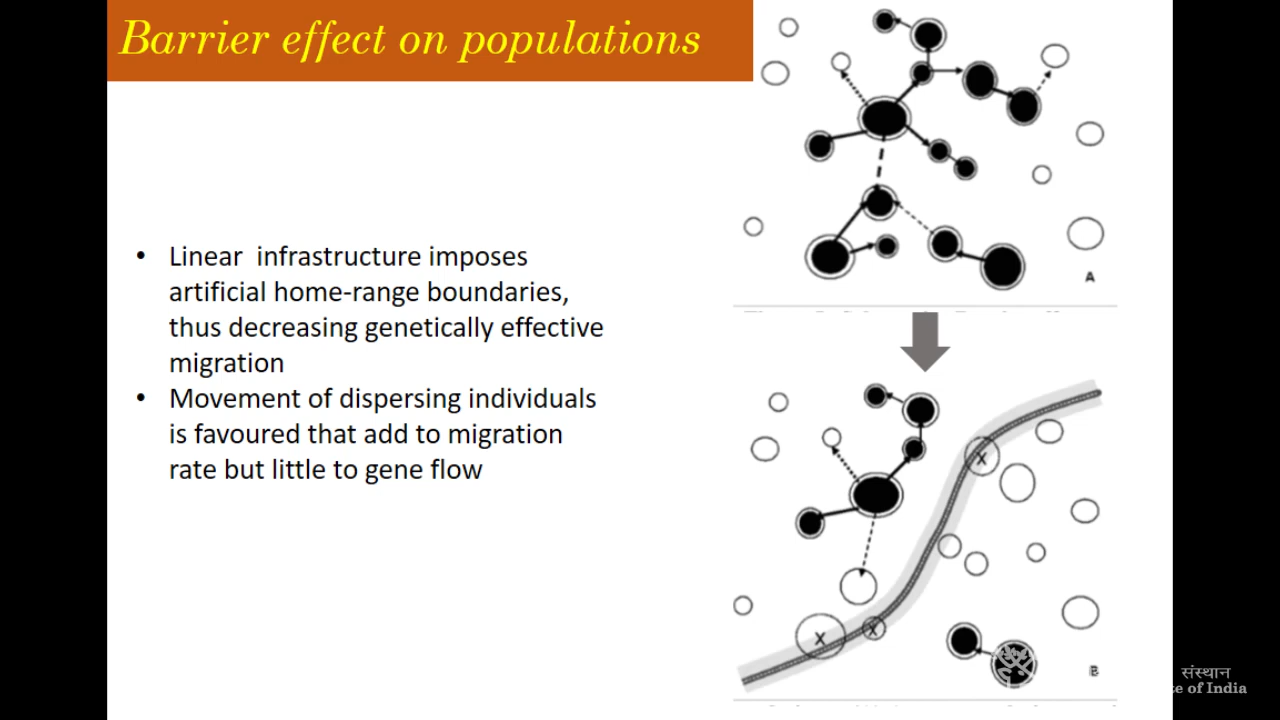 Barrier effect on populations
• Linear infrastructure imposes
artificial home-range boundaries,
thus decreasing genetically effective
migration
• Movement of dispersing individuals
is favoured that add to migration
rate but little to gene flow
A
X
X
X
B
संस्थान
te of India